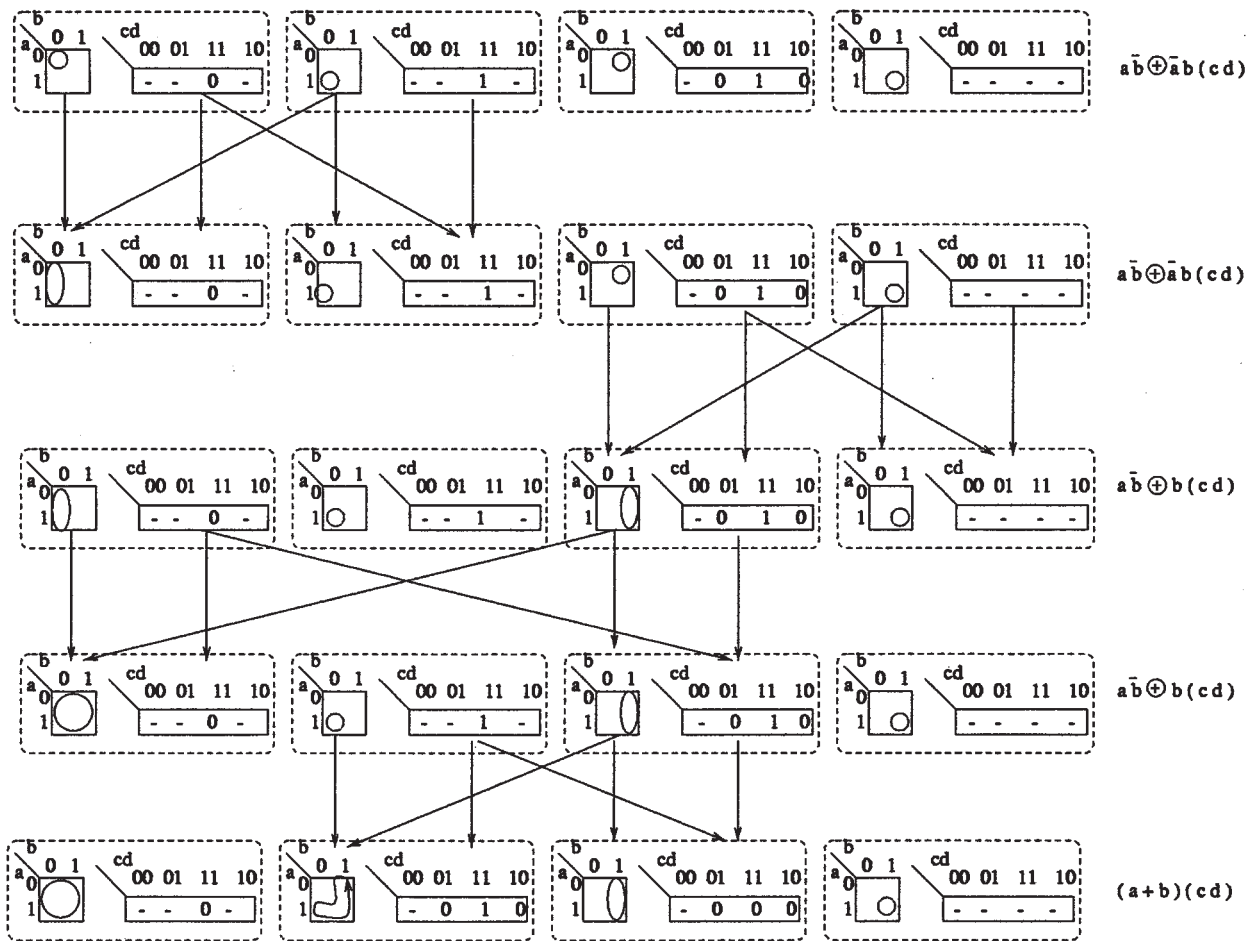 b b b b
0 1 cd 0 1 cd 0 1 cd 0 1 cd
a 0 00 01 11 10 a 0 00 01 11 10 a 0 00 01 11 10 a 0 00 01 11 10 ab̄⊕āb(cd)
1 - - 0 - 1 - - 1 - 1 - 0 1 0 1 - - - -
b b b b
0 1 cd 0 1 cd 0 1 cd 0 1 cd
a 0 00 01 11 10 a 0 00 01 11 10 a 0 00 01 11 10 a 0 00 01 11 10 ab̄⊕āb(cd)
1 - - 0 - 1 - - 1 - 1 - 0 1 0 1 - - - -
b b b b
0 1 cd 0 1 cd 0 1 cd 0 1 cd
a 0 00 01 11 10 a 0 00 01 11 10 a 0 00 01 11 10 a 0 00 01 11 10 ab̄⊕b(cd)
1 - - 0 - 1 - - 1 - 1 - 0 1 0 1 - - - -
b b b b
0 1 cd 0 1 cd 0 1 cd 0 1 cd
a 0 00 01 11 10 a 0 00 01 11 10 a 0 00 01 11 10 a 0 00 01 11 10 ab̄⊕b(cd)
1 - - 0 - 1 - - 1 - 1 - 0 1 0 1 - - - -
b b b b
0 1 cd 0 1 cd 0 1 cd 0 1 cd
a 0 00 01 11 10 a 0 00 01 11 10 a 0 00 01 11 10 a 0 00 01 11 10 (a+b)(cd)
1 - - 0 - 1 - 0 1 0 1 - 0 0 0 1 - - - -